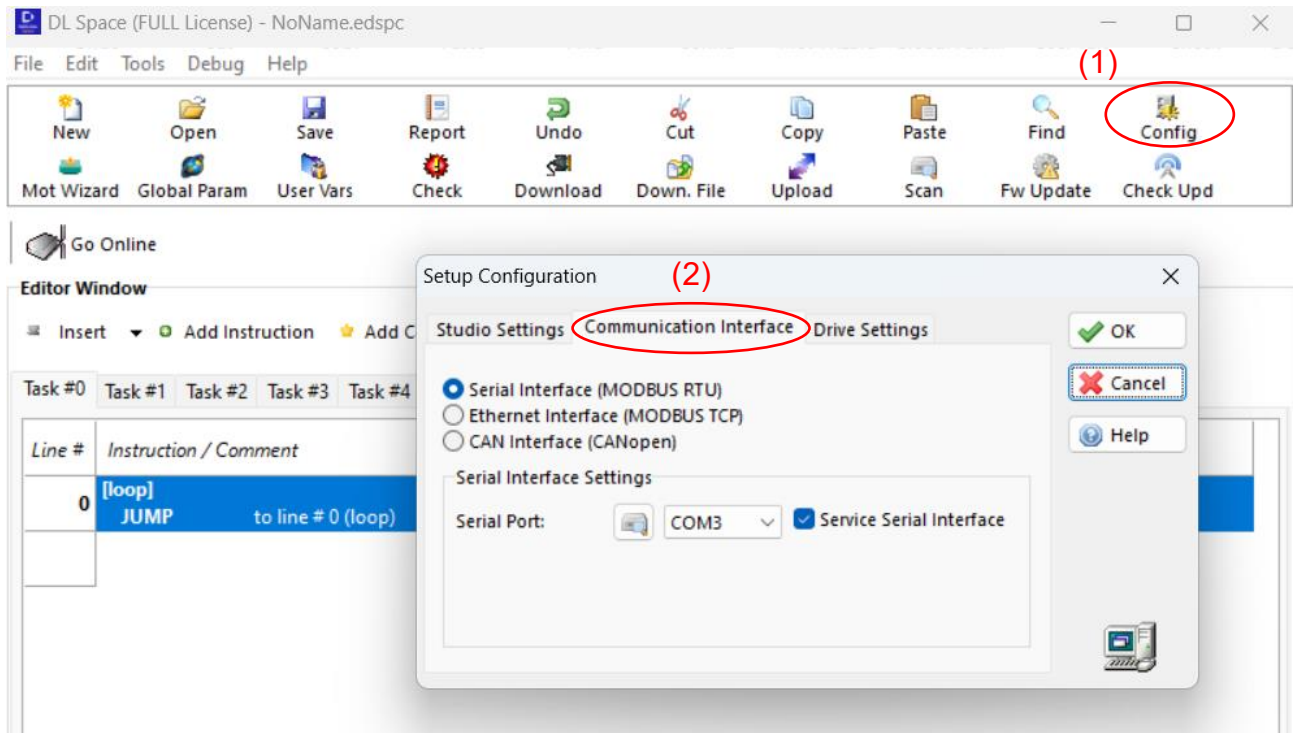 DL Space (FULL License) - NoName.edspc
File Edit Tools Debug Help
(1)
New Open Save Report Undo Cut Copy Paste Find Config
Mot Wizard Global Param User Vars Check Download Down. File Upload Scan Fw Update Check Upd
Go Online
Editor Window
Insert Add Instruction Add C
Task #0 Task #1 Task #2 Task #3 Task #4
Line # Instruction / Comment
0 [loop]
JUMP to line # 0 (loop)
Setup Configuration
(2)
Studio Settings Communication Interface Drive Settings
Serial Interface (MODBUS RTU)
Ethernet Interface (MODBUS TCP)
CAN Interface (CANopen)
Serial Interface Settings
Serial Port: COM3 Service Serial Interface
OK
Cancel
Help